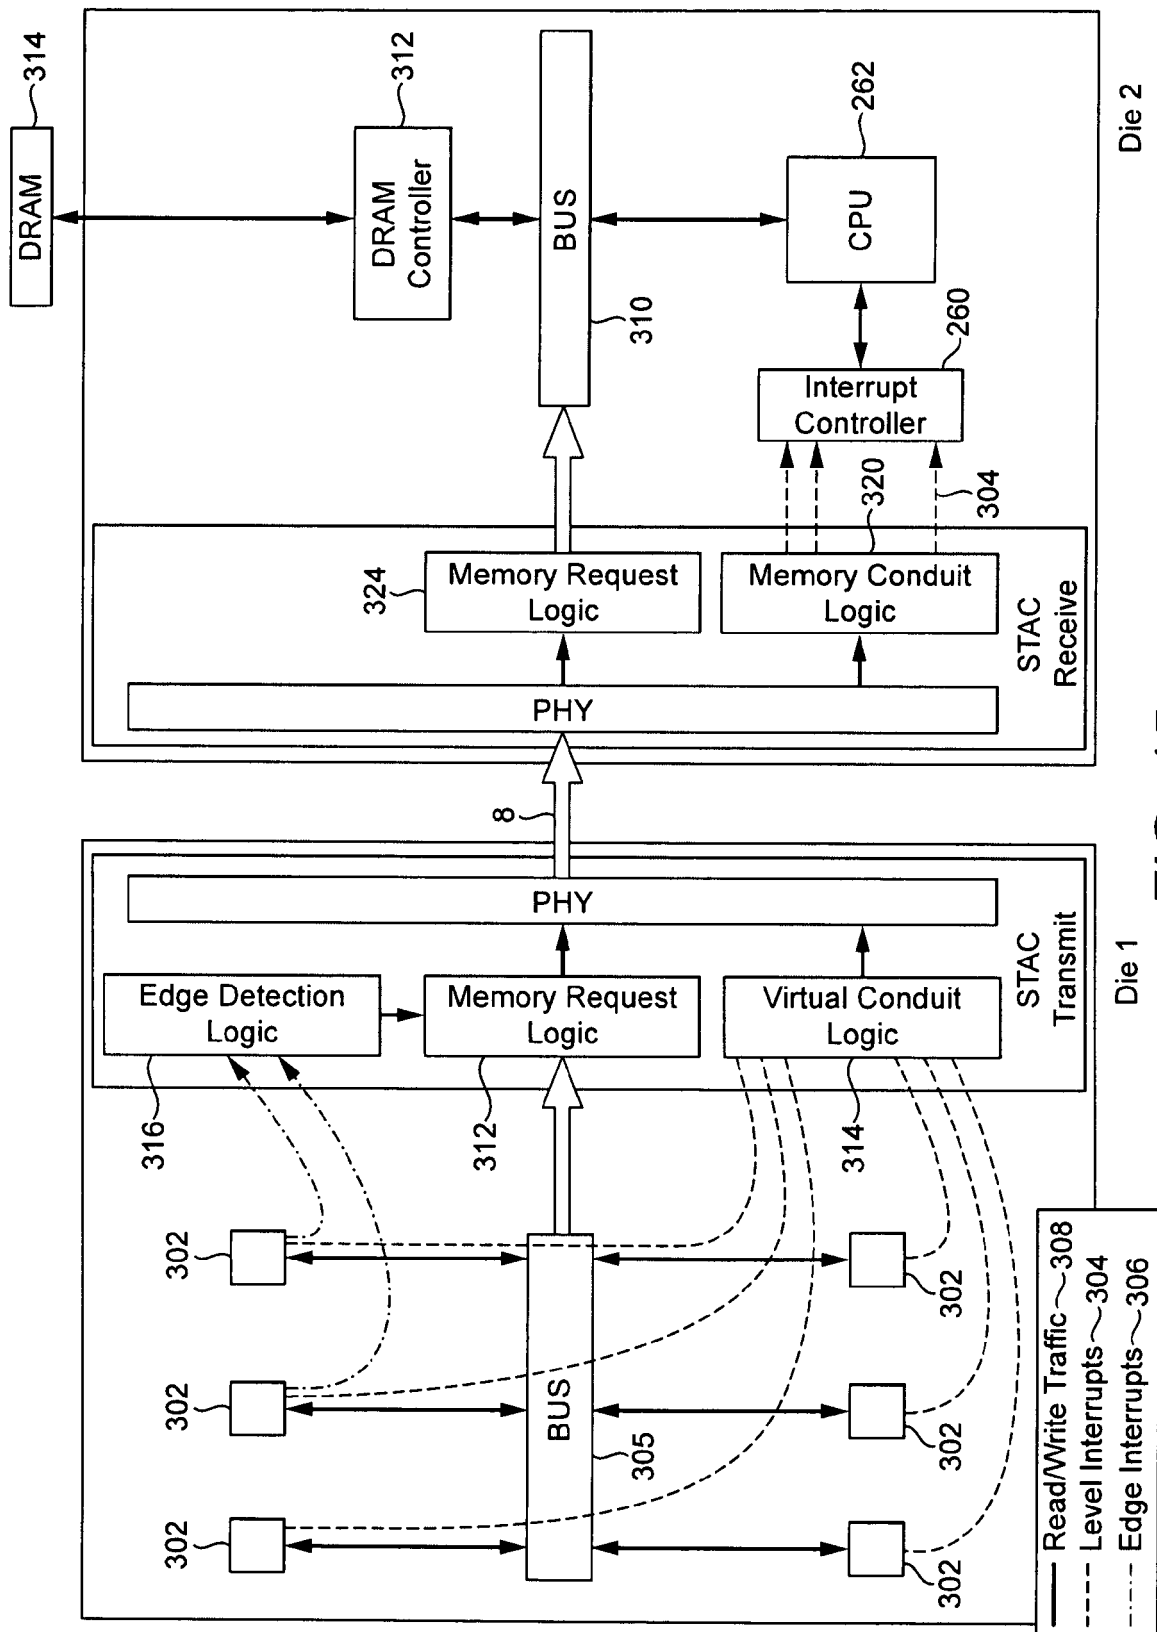 DRAM
314
DRAM
Controller
312
BUS
310
CPU
262
Interrupt
Controller
260
304
Memory Request
Logic
324
Memory Conduit
Logic
320
PHY
STAC
Receive
Die 2
8
PHY
Edge Detection
Logic
316
Memory Request
Logic
312
Virtual Conduit
Logic
314
STAC
Transmit
Die 1
302
302
302
BUS
305
302
302
302
Read/Write Traffic 308
Level Interrupts 304
Edge Interrupts 306